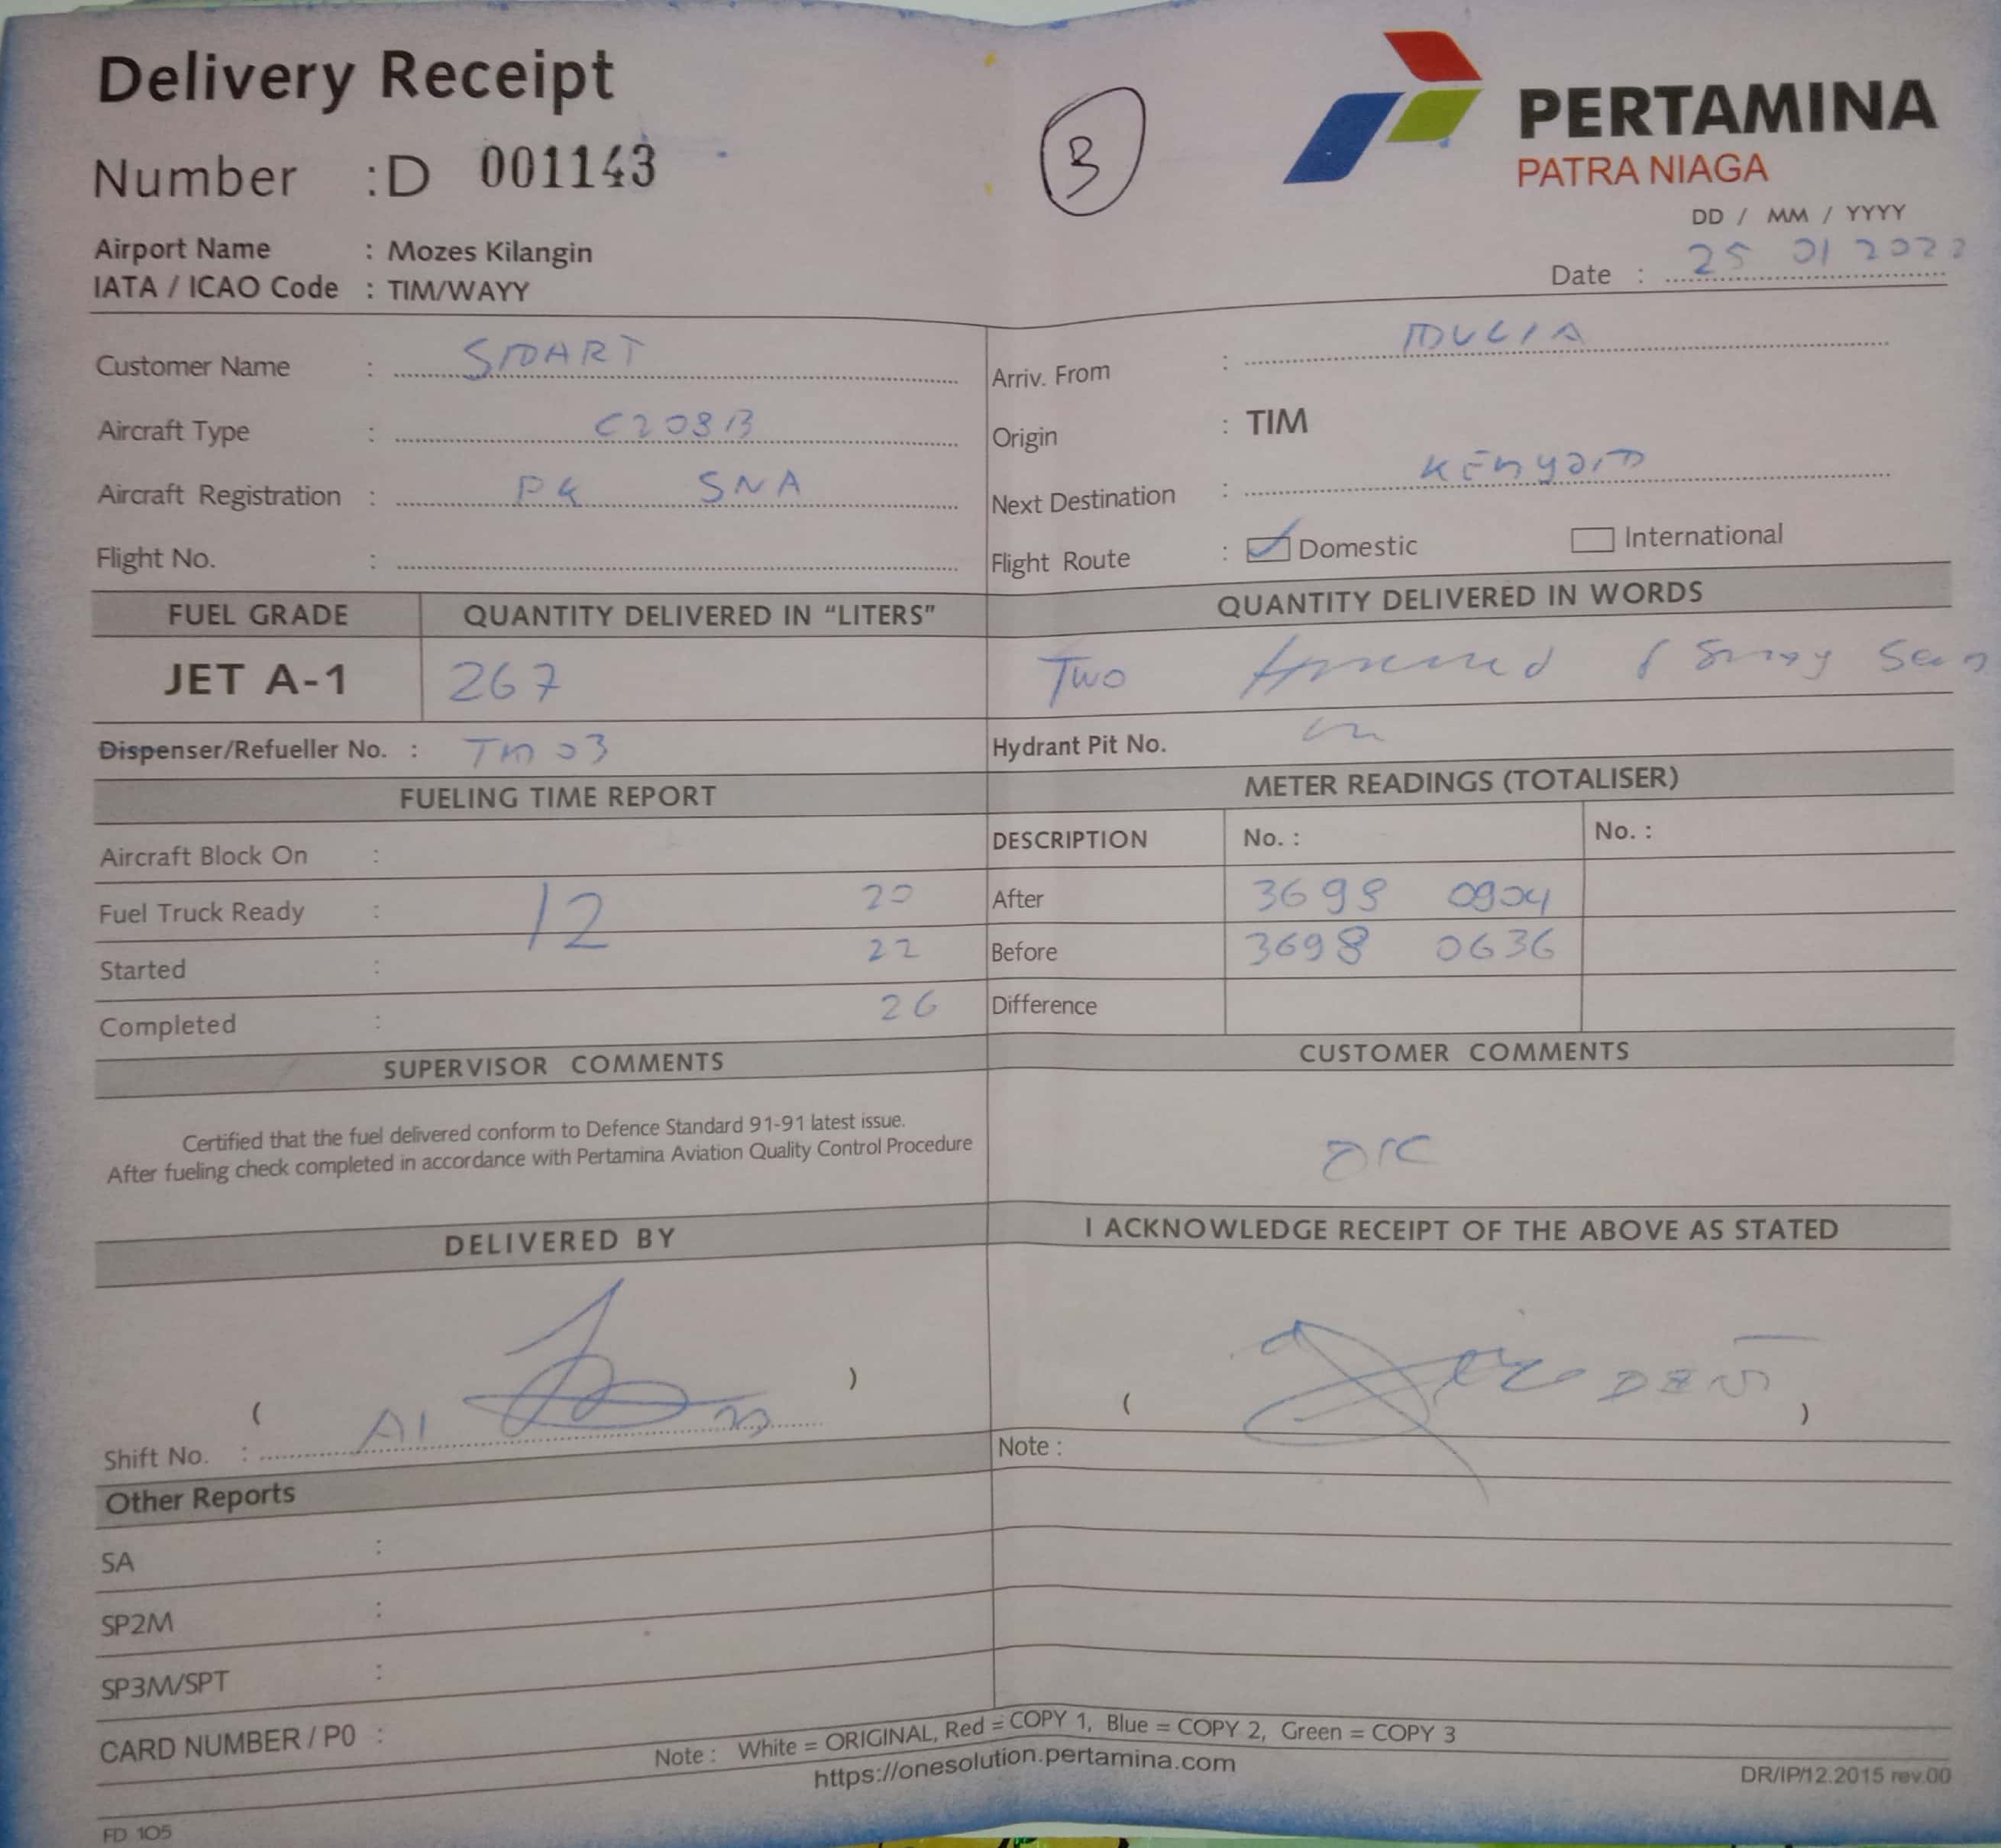 Delivery Receipt
Number :D 001143
3
PERTAMINA
PATRA NIAGA
Airport Name : Mozes Kilangin
IATA / ICAO Code : TIM/WAYY
DD / MM / YYYY
Date : 25 01 2022
Customer Name : SMART
Arriv. From : MULIA
Aircraft Type : C208B
Origin : TIM
Aircraft Registration : PK SNA
Next Destination : KENYAM
Flight No. :
Flight Route : Domestic International
FUEL GRADE QUANTITY DELIVERED IN "LITERS" QUANTITY DELIVERED IN WORDS
JET A-1 267 Two
Dispenser/Refueller No. : TM 03
Hydrant Pit No.
FUELING TIME REPORT METER READINGS (TOTALISER)
Aircraft Block On :
DESCRIPTION No. : No. :
Fuel Truck Ready : 12 20
After 3698 0904
Started : 22
Before 3698 0636
Completed : 26
Difference
SUPERVISOR COMMENTS CUSTOMER COMMENTS
Certified that the fuel delivered conform to Defence Standard 91-91 latest issue.
After fueling check completed in accordance with Pertamina Aviation Quality Control Procedure
OK
DELIVERED BY I ACKNOWLEDGE RECEIPT OF THE ABOVE AS STATED
( )
( )
Shift No. : A1
Note :
Other Reports
SA :
SP2M :
SP3M/SPT :
CARD NUMBER / P0 :
Note : White = ORIGINAL, Red = COPY 1, Blue = COPY 2, Green = COPY 3
https://onesolution.pertamina.com
DR/IP/12.2015 rev.00
FD 105